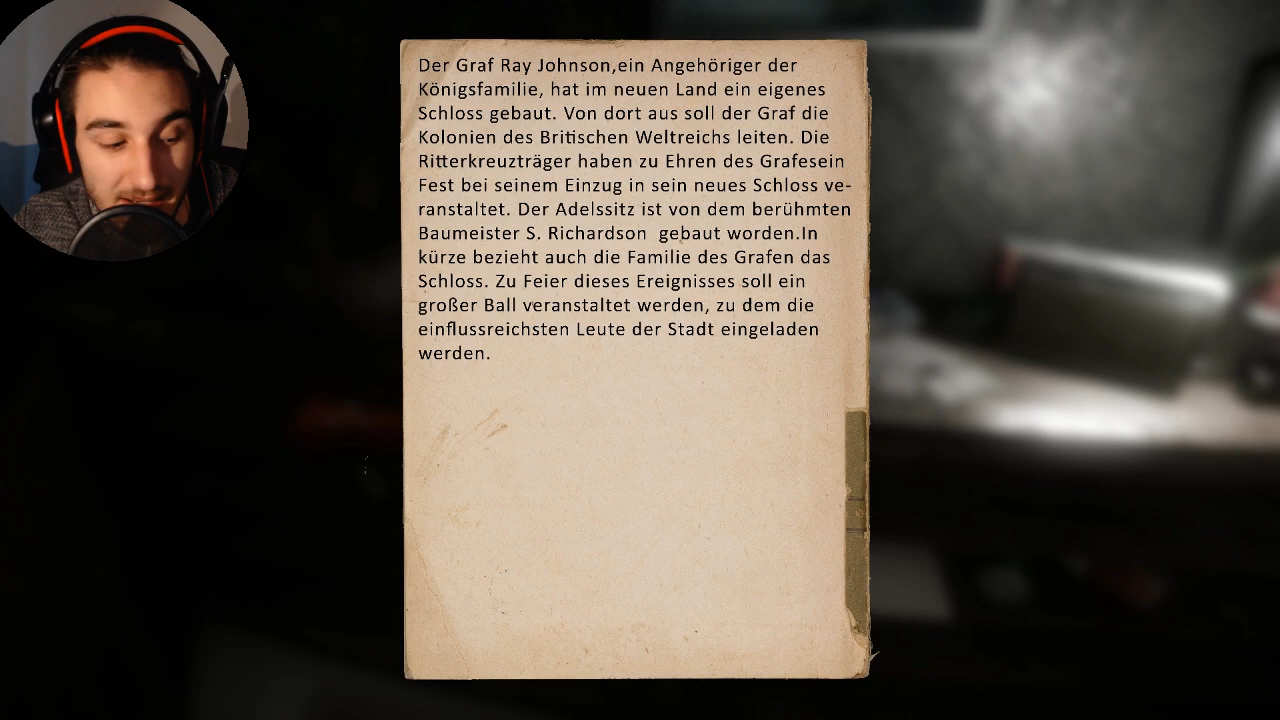 Der Graf Ray Johnson,ein Angehöriger der
Königsfamilie, hat im neuen Land ein eigenes
Schloss gebaut. Von dort aus soll der Graf die
Kolonien des Britischen Weltreichs leiten. Die
Ritterkreuzträger haben zu Ehren des Grafesein
Fest bei seinem Einzug in sein neues Schloss ve-
ranstaltet. Der Adelssitz ist von dem berühmten
Baumeister S. Richardson  gebaut worden.In
kürze bezieht auch die Familie des Grafen das
Schloss. Zu Feier dieses Ereignisses soll ein
großer Ball veranstaltet werden, zu dem die
einflussreichsten Leute der Stadt eingeladen
werden.